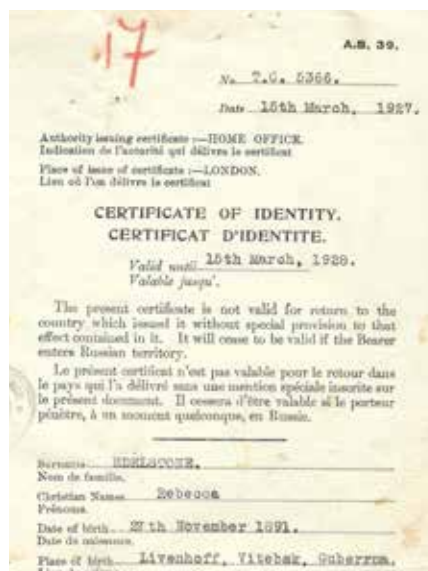 17
A.B. 39.
No T.C. 5366.
Date 15th March, 1927.
Authority issuing certificate :—HOME OFFICE.
Indication de l'autorité qui délivre le certificat
Place of issue of certificate :—LONDON.
Lieu où l'on délivre le certificat
CERTIFICATE OF IDENTITY.
CERTIFICAT D'IDENTITE.
Valid until 15th March, 1928.
Valable jusqu'.
The present certificate is not valid for return to the
country which issued it without special provision to that
effect contained in it. It will cease to be valid if the Bearer
enters Russian territory.
Le présent certificat n'est pas valable pour le retour dans
le pays qui l'a délivré sans une mention spéciale inscrite sur
le présent document. Il cessera d'être valable si le porteur
pénètre, à un moment quelconque, en Russie.
Surname EDELSTONE.
Nom de famille.
Christian Names Rebecca
Prénoms.
Date of birth 27th November 1891.
Date de naissance.
Place of birth Livenhoff, Vitebak, Guberrnm.